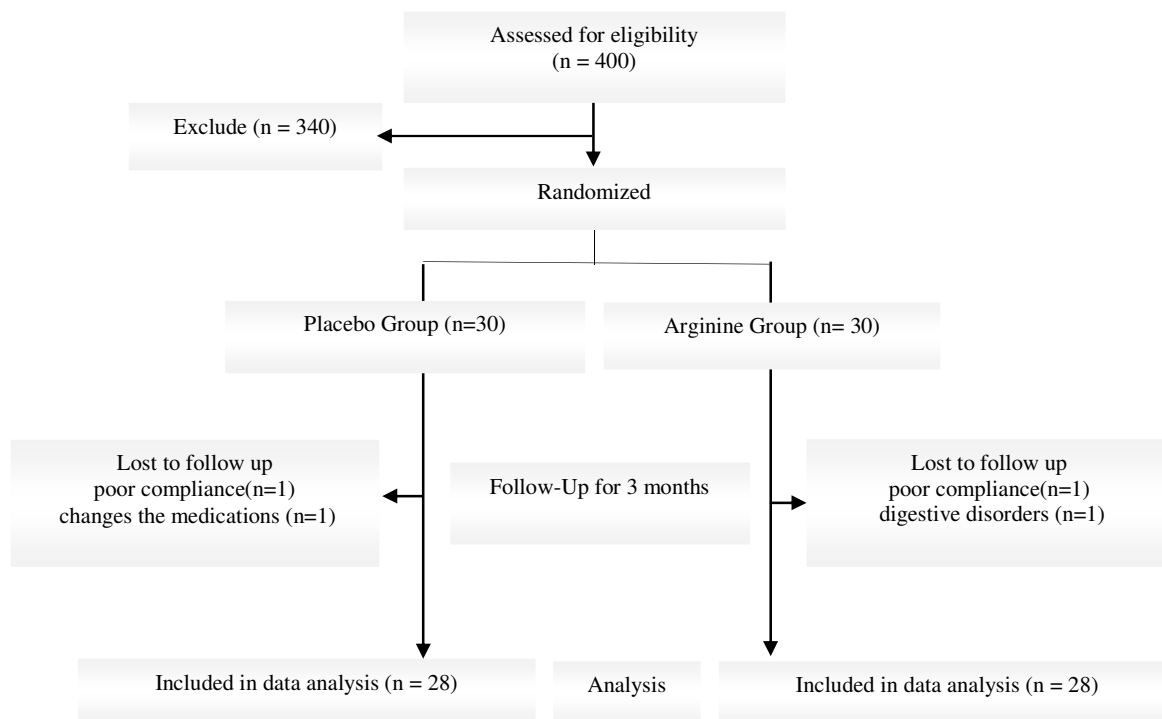 Assessed for eligibility
(n = 400)
Exclude (n = 340)
Randomized
Placebo Group (n=30)
Arginine Group (n= 30)
Lost to follow up
poor compliance(n=1)
changes the medications (n=1)
Follow-Up for 3 months
Lost to follow up
poor compliance(n=1)
digestive disorders (n=1)
Included in data analysis (n = 28)
Analysis
Included in data analysis (n = 28)